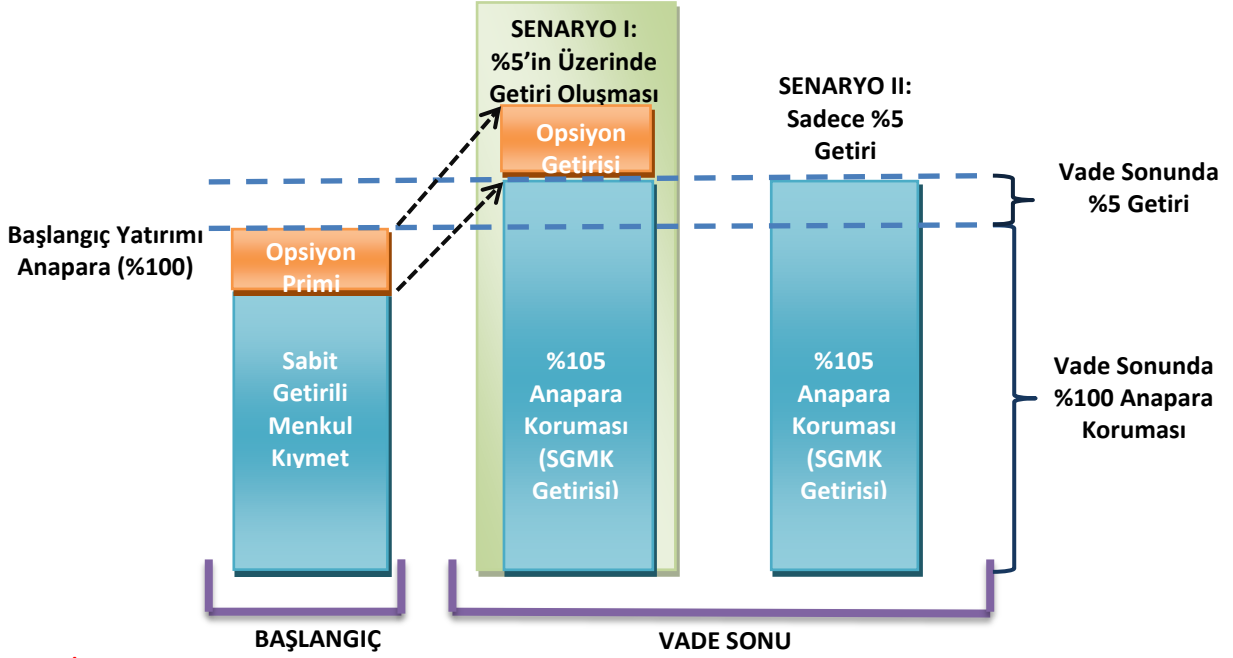 SENARYO I:
%5’in Üzerinde
Getiri Oluşması
Opsiyon
Getirisi
SENARYO II:
Sadece %5
Getiri
Vade Sonunda
%5 Getiri
Başlangıç Yatırımı
Anapara (%100)
Opsiyon
Primi
Sabit
Getirili
Menkul
Kıymet
%105
Anapara
Koruması
(SGMK
Getirisi)
%105
Anapara
Koruması
(SGMK
Getirisi)
Vade Sonunda
%100 Anapara
Koruması
BAŞLANGIÇ
VADE SONU